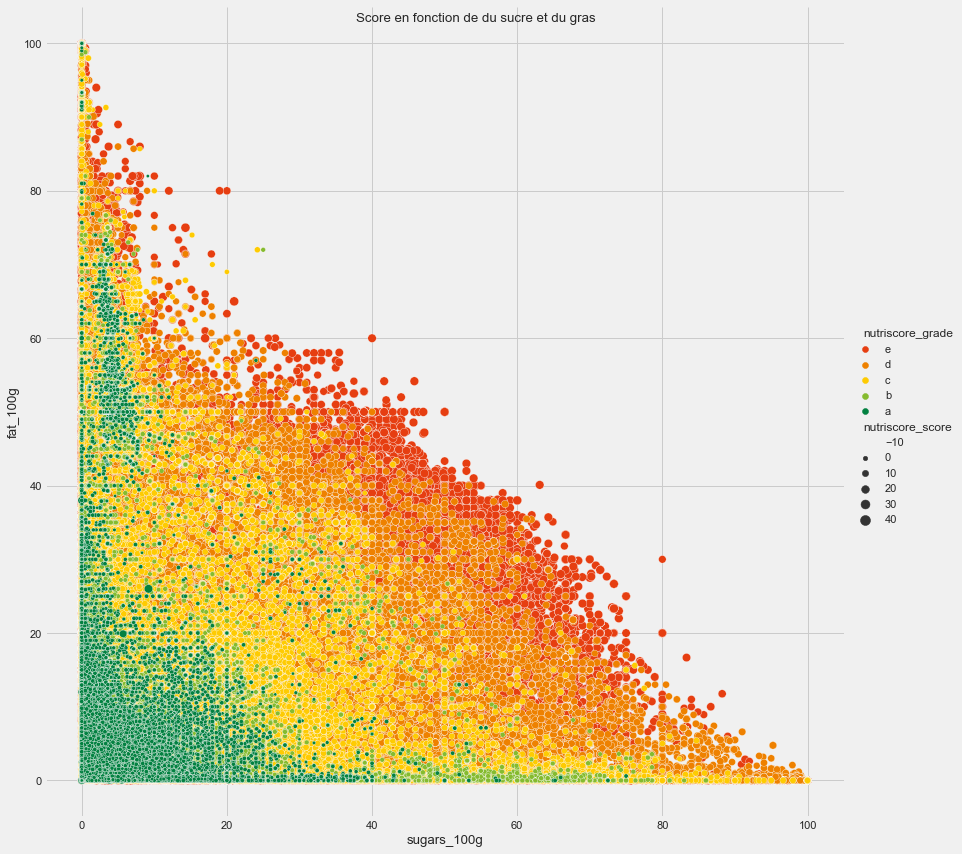 Score en fonction de du sucre et du gras
100
80
60
40
20
0
fat_100g
0 20 40 60 80 100
sugars_100g
nutriscore_grade
e
d
c
b
a
nutriscore_score
−10
0
10
20
30
40